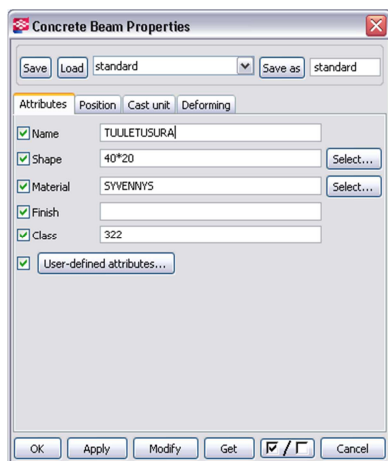 Concrete Beam Properties
Save Load standard Save as standard
Attributes Position Cast unit Deforming
Name TUULETUSURA
Shape 40*20 Select...
Material SYVENNYS Select...
Finish
Class 322
User-defined attributes...
OK Apply Modify Get / Cancel